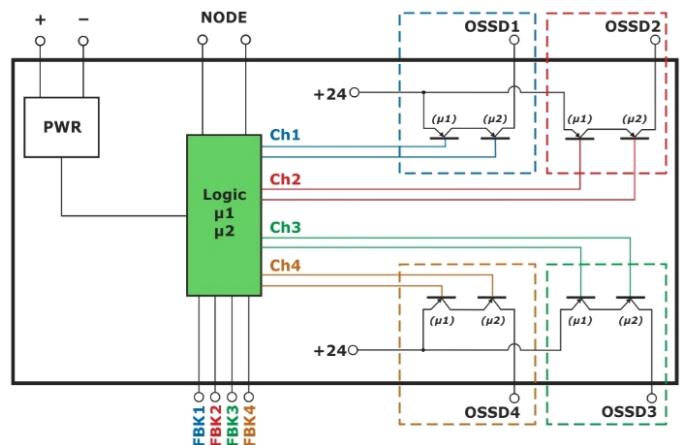 + − NODE OSSD1 OSSD2
+24
PWR
(µ1) (µ2) (µ1) (µ2)
Ch1
Ch2
Logic
µ1
µ2
Ch3
Ch4
(µ1) (µ2) (µ1) (µ2)
+24
FBK1
FBK2
FBK3
FBK4
OSSD4 OSSD3